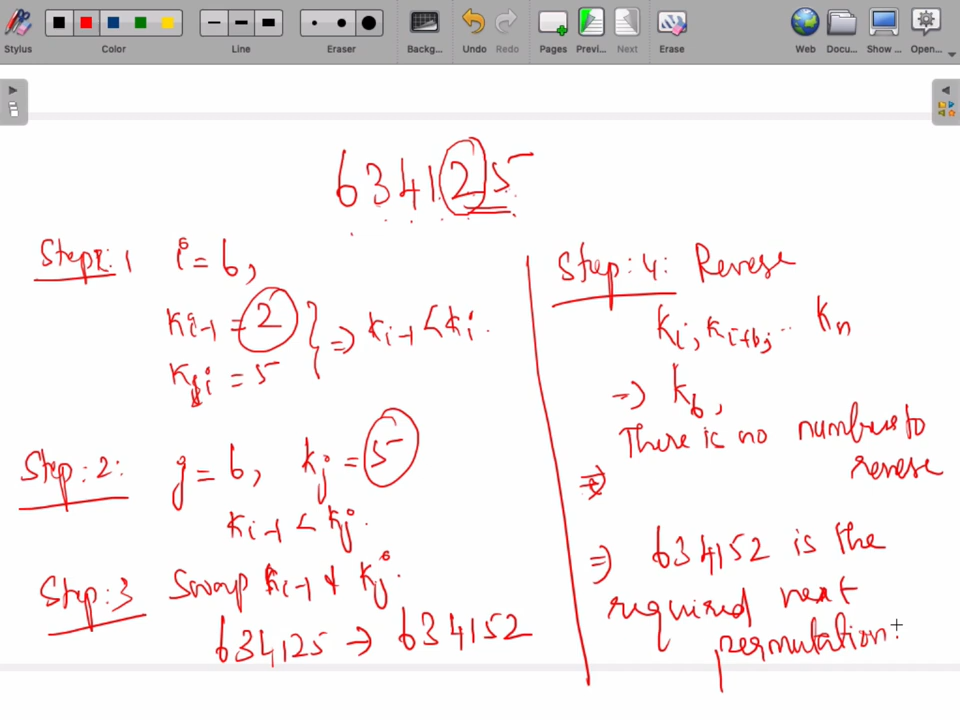 Stylus Color Line Eraser Backg... Undo Redo Pages Previ... Next Erase Web Docu... Show ... Open...
634125
Step: 1 i = 6,
Ki-1 = 2
Ki = 5
=> Ki-1 < Ki.
Step: 2: j = 6, Kj = 5
Ki-1 < Kj.
Step: 3 Swap Ki-1 & Kj.
634125 → 634152
Step: 4: Revese
Ki, Ki+1, .. Kn
→ K6,
There is no numbers to
revese
=>
=> 634152 is the
required next
permutation.